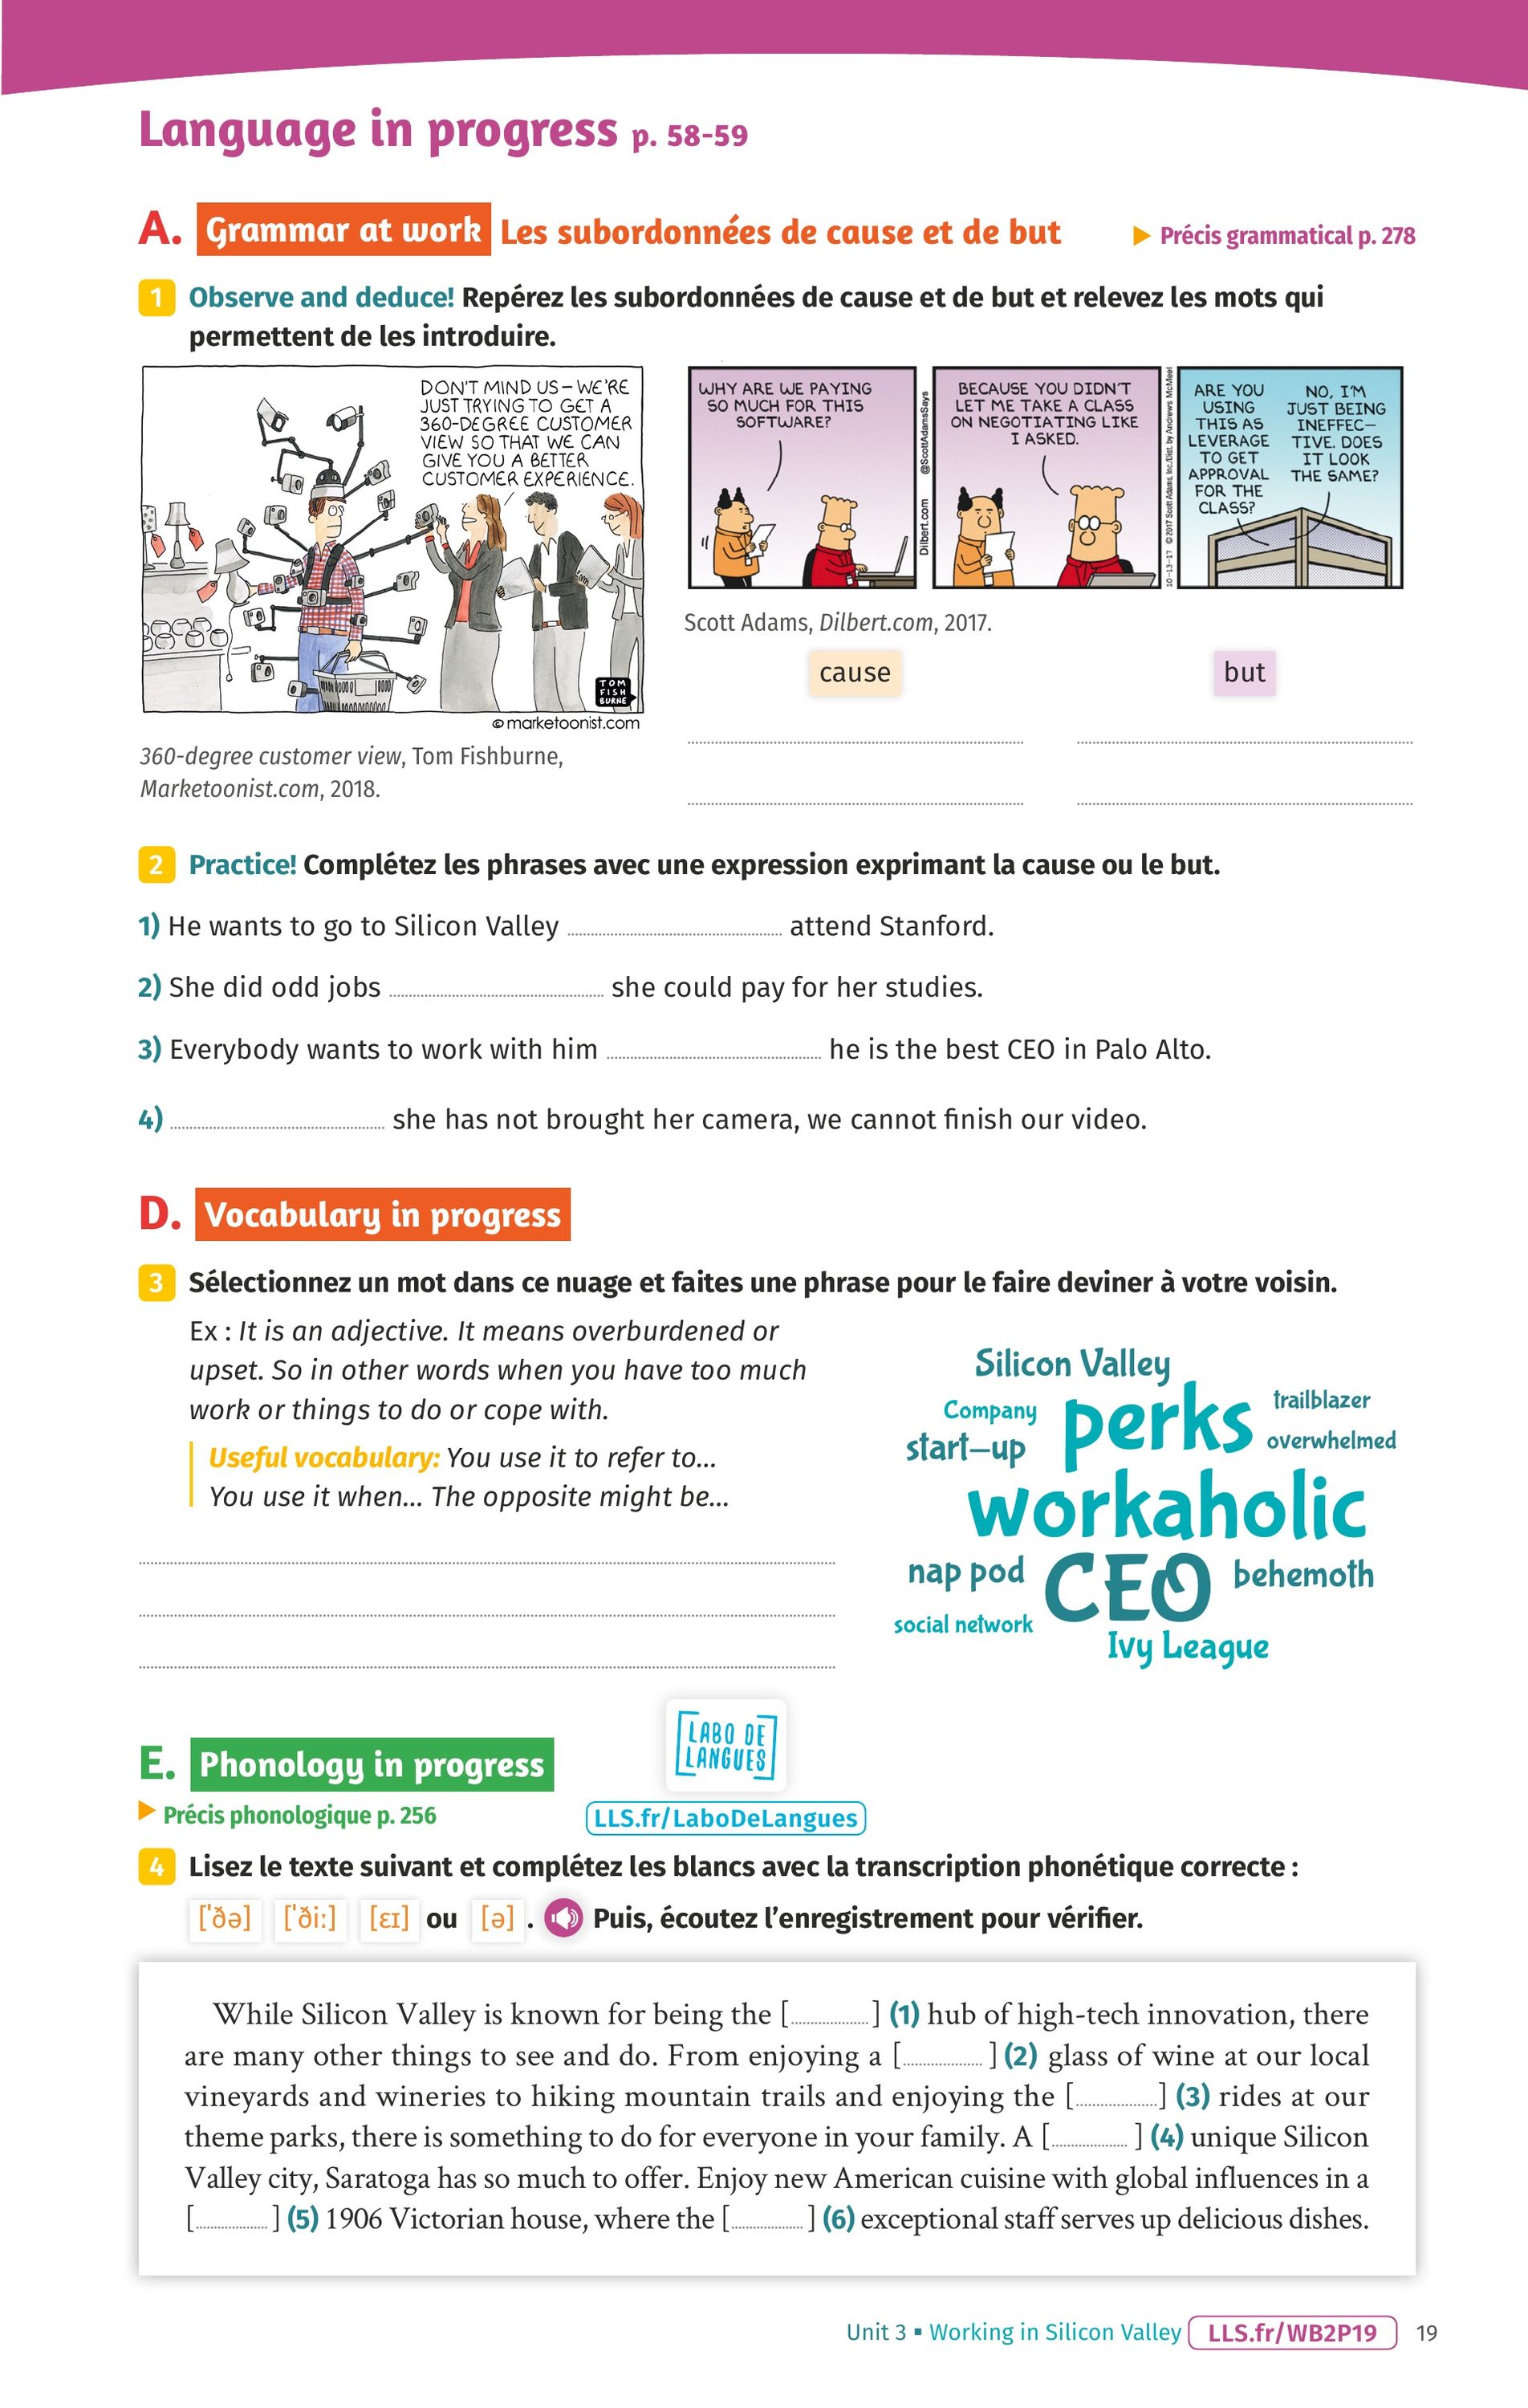 Language in progress p. 58-59
A. Grammar at work Les subordonnées de cause et de but ▶ Précis grammatical p. 278
1 Observe and deduce! Repérez les subordonnées de cause et de but et relevez les mots qui
permettent de les introduire.
DON'T MIND US – WE'RE
JUST TRYING TO GET A
360-DEGREE CUSTOMER
VIEW SO THAT WE CAN
GIVE YOU A BETTER
CUSTOMER EXPERIENCE.
TOM
FISH
BURNE
© marketoonist.com
360-degree customer view, Tom Fishburne,
Marketoonist.com, 2018.
WHY ARE WE PAYING
SO MUCH FOR THIS
SOFTWARE?
Dilbert.com @ScottAdamsSays
BECAUSE YOU DIDN'T
LET ME TAKE A CLASS
ON NEGOTIATING LIKE
I ASKED.
10-13-17 ©2017 Scott Adams, Inc./Dist. by Andrews McMeel
ARE YOU
USING
THIS AS
LEVERAGE
TO GET
APPROVAL
FOR THE
CLASS?
NO, I'M
JUST BEING
INEFFEC–
TIVE. DOES
IT LOOK
THE SAME?
Scott Adams, Dilbert.com, 2017.
cause
but
2 Practice! Complétez les phrases avec une expression exprimant la cause ou le but.
1) He wants to go to Silicon Valley ........ attend Stanford.
2) She did odd jobs ........ she could pay for her studies.
3) Everybody wants to work with him ........ he is the best CEO in Palo Alto.
4) ........ she has not brought her camera, we cannot finish our video.
D. Vocabulary in progress
3 Sélectionnez un mot dans ce nuage et faites une phrase pour le faire deviner à votre voisin.
Ex : It is an adjective. It means overburdened or
upset. So in other words when you have too much
work or things to do or cope with.
Useful vocabulary: You use it to refer to...
You use it when... The opposite might be...
Silicon Valley
Company
perks
trailblazer
start–up
overwhelmed
workaholic
nap pod
CEO
behemoth
social network
Ivy League
E. Phonology in progress
LABO DE
LANGUES
▶ Précis phonologique p. 256
LLS.fr/LaboDeLangues
4 Lisez le texte suivant et complétez les blancs avec la transcription phonétique correcte :
[ˈðə] [ˈðiː] [ɛɪ] ou [ə] . Puis, écoutez l’enregistrement pour vérifier.
While Silicon Valley is known for being the [........] (1) hub of high-tech innovation, there
are many other things to see and do. From enjoying a [........] (2) glass of wine at our local
vineyards and wineries to hiking mountain trails and enjoying the [........] (3) rides at our
theme parks, there is something to do for everyone in your family. A [........] (4) unique Silicon
Valley city, Saratoga has so much to offer. Enjoy new American cuisine with global influences in a
[........] (5) 1906 Victorian house, where the [........] (6) exceptional staff serves up delicious dishes.
Unit 3 ▪ Working in Silicon Valley LLS.fr/WB2P19 19